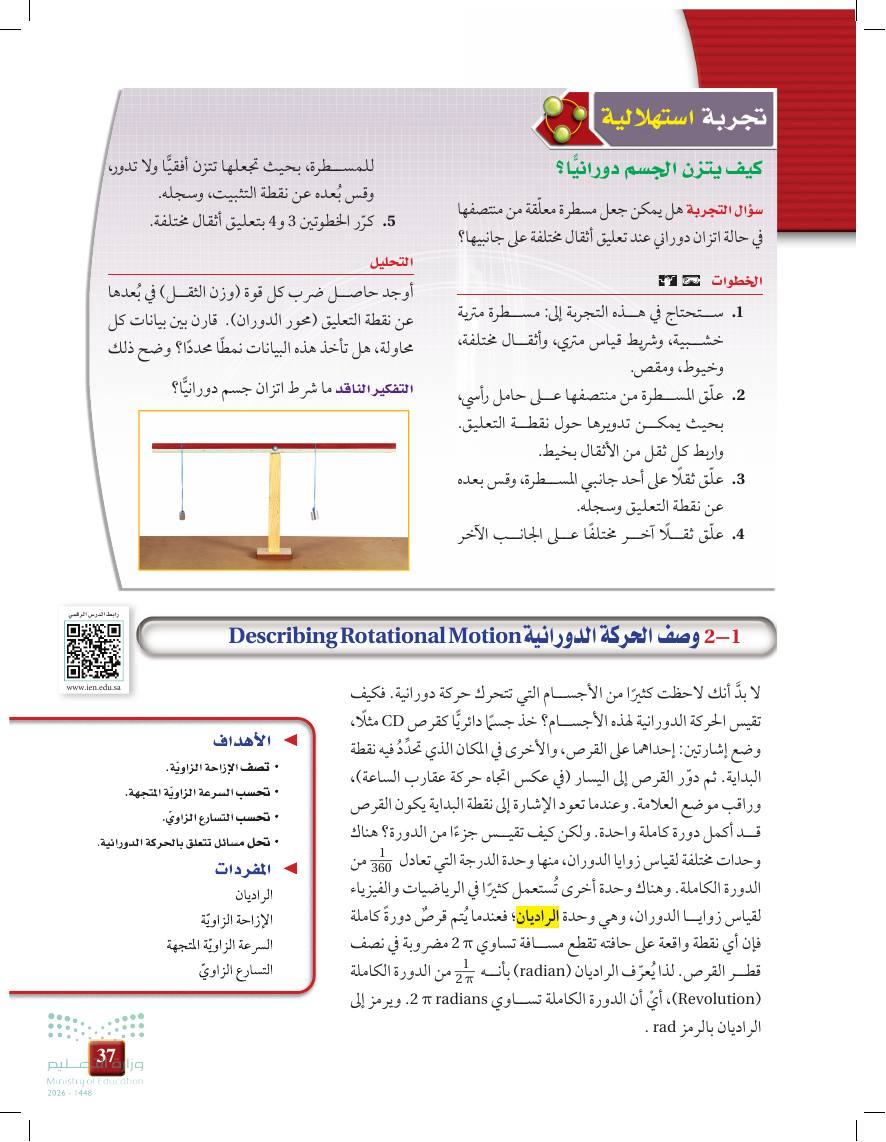 تجربة استهلالية
كيف يتزن الجسم دورانيًّا؟
سؤال التجربة هل يمكن جعل مسطرة معلّقة من منتصفها
في حالة اتزان دوراني عند تعليق أثقال مختلفة على جانبيها؟
الخطوات
1. ستحتاج في هذه التجربة إلى: مسطرة مترية
خشبية، وشريط قياس متري، وأثقال مختلفة،
وخيوط، ومقص.
2. علّق المسطرة من منتصفها على حامل رأسي،
بحيث يمكن تدويرها حول نقطة التعليق.
واربط كل ثقل من الأثقال بخيط.
3. علّق ثقلًا على أحد جانبي المسطرة، وقس بعده
عن نقطة التعليق وسجله.
4. علّق ثقلًا آخر مختلفًا على الجانب الآخر
للمسطرة، بحيث تجعلها تتزن أفقيًّا ولا تدور،
وقس بُعده عن نقطة التثبيت، وسجله.
5. كرّر الخطوتين 3 و4 بتعليق أثقال مختلفة.
التحليل
أوجد حاصل ضرب كل قوة (وزن الثقل) في بُعدها
عن نقطة التعليق (محور الدوران). قارن بين بيانات كل
محاولة، هل تأخذ هذه البيانات نمطًا محددًا؟ وضح ذلك
التفكير الناقد ما شرط اتزان جسم دورانيًّا؟
رابط الدرس الرقمي
www.ien.edu.sa
2–1 وصف الحركة الدورانية Describing Rotational Motion
لا بدَّ أنك لاحظت كثيرًا من الأجسام التي تتحرك حركة دورانية. فكيف
تقيس الحركة الدورانية لهذه الأجسام؟ خذ جسمًا دائريًّا كقرص CD مثلًا،
وضع إشارتين: إحداهما على القرص، والأخرى في المكان الذي تحدِّدُ فيه نقطة
البداية. ثم دوّر القرص إلى اليسار (في عكس اتجاه حركة عقارب الساعة)،
وراقب موضع العلامة. وعندما تعود الإشارة إلى نقطة البداية يكون القرص
قد أكمل دورة كاملة واحدة. ولكن كيف تقيس جزءًا من الدورة؟ هناك
وحدات مختلفة لقياس زوايا الدوران، منها وحدة الدرجة التي تعادل 1/360 من
الدورة الكاملة. وهناك وحدة أخرى تُستعمل كثيرًا في الرياضيات والفيزياء
لقياس زوايا الدوران، وهي وحدة الراديان؛ فعندما يُتم قرصٌ دورةً كاملة
فإن أي نقطة واقعة على حافته تقطع مسافة تساوي 2 π مضروبة في نصف
قطر القرص. لذا يُعرّف الراديان (radian) بأنه 1/2 π من الدورة الكاملة
(Revolution)، أيْ أن الدورة الكاملة تساوي 2 π radians. ويرمز إلى
الراديان بالرمز rad .
الأهداف
• تصف الإزاحة الزاويّة.
• تحسب السرعة الزاويّة المتجهة.
• تحسب التسارع الزاويّ.
• تحل مسائل تتعلق بالحركة الدورانية.
المفردات
الراديان
الإزاحة الزاويّة
السرعة الزاويّة المتجهة
التسارع الزاويّ
وزارة التعليم
37
Ministry of Education
2026 - 1448